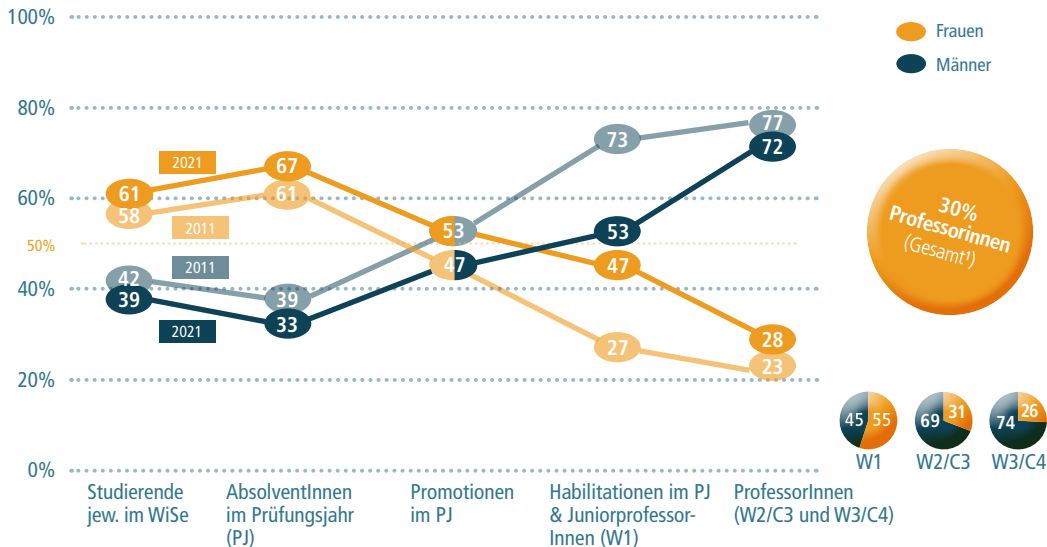 100%
80%
60%
50%
40%
20%
0%
Frauen
Männer
2021
2011
2011
2021
61
58
42
39
67
61
39
33
53
47
73
53
47
27
77
72
28
23
30%
Professorinnen
(Gesamt¹)
45 55
69 31
74 26
W1
W2/C3
W3/C4
Studierende
jew. im WiSe
AbsolventInnen
im Prüfungsjahr
(PJ)
Promotionen
im PJ
Habilitationen im PJ
& Juniorprofessor-
Innen (W1)
ProfessorInnen
(W2/C3 und W3/C4)